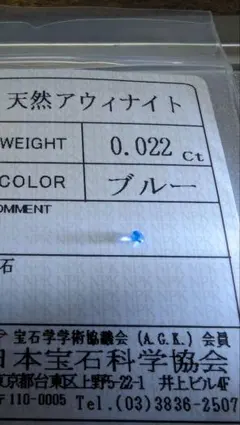 天然アウィナイト
WEIGHT 0.022 Ct
COLOR ブルー
OMMENT
石
宝石学学術協議会 (A.G.K.) 会員
日本宝石科学協会
東京都台東区上野5-22-1 井上ビル4F
〒110-0005 Tel.(03)3836-2507